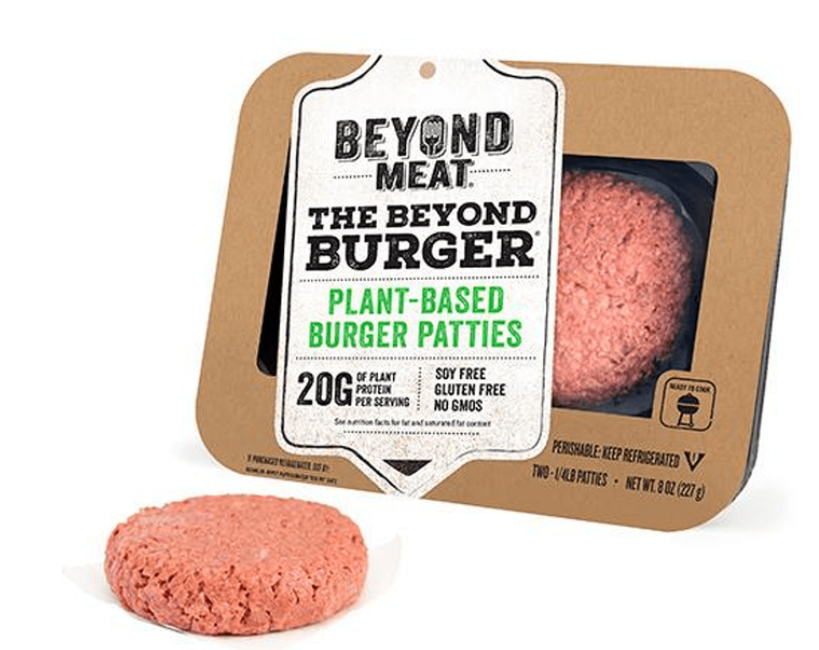 BEYOND
MEAT®
THE BEYOND
BURGER®
PLANT-BASED
BURGER PATTIES
20G OF PLANT
PROTEIN
PER SERVING
SOY FREE
GLUTEN FREE
NO GMOS
See nutrition facts for fat and saturated fat content
READY TO COOK
PERISHABLE: KEEP REFRIGERATED
TWO - 1/4LB PATTIES • NET WT. 8 OZ (227 g)